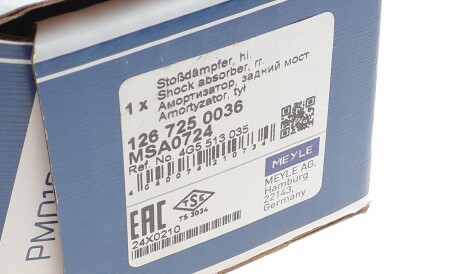 1 x
Stoßdämpfer, hi.
Shock absorber, rr
Амортизатор, задний мост
Amortyzator, tył
126 725 0036
MSA0724
Ref. No. 4G5 513 035
MEYLE
MEYLE AG,
Hamburg
22143,
Germany
EAC
TSE
TS 3034
24X0210